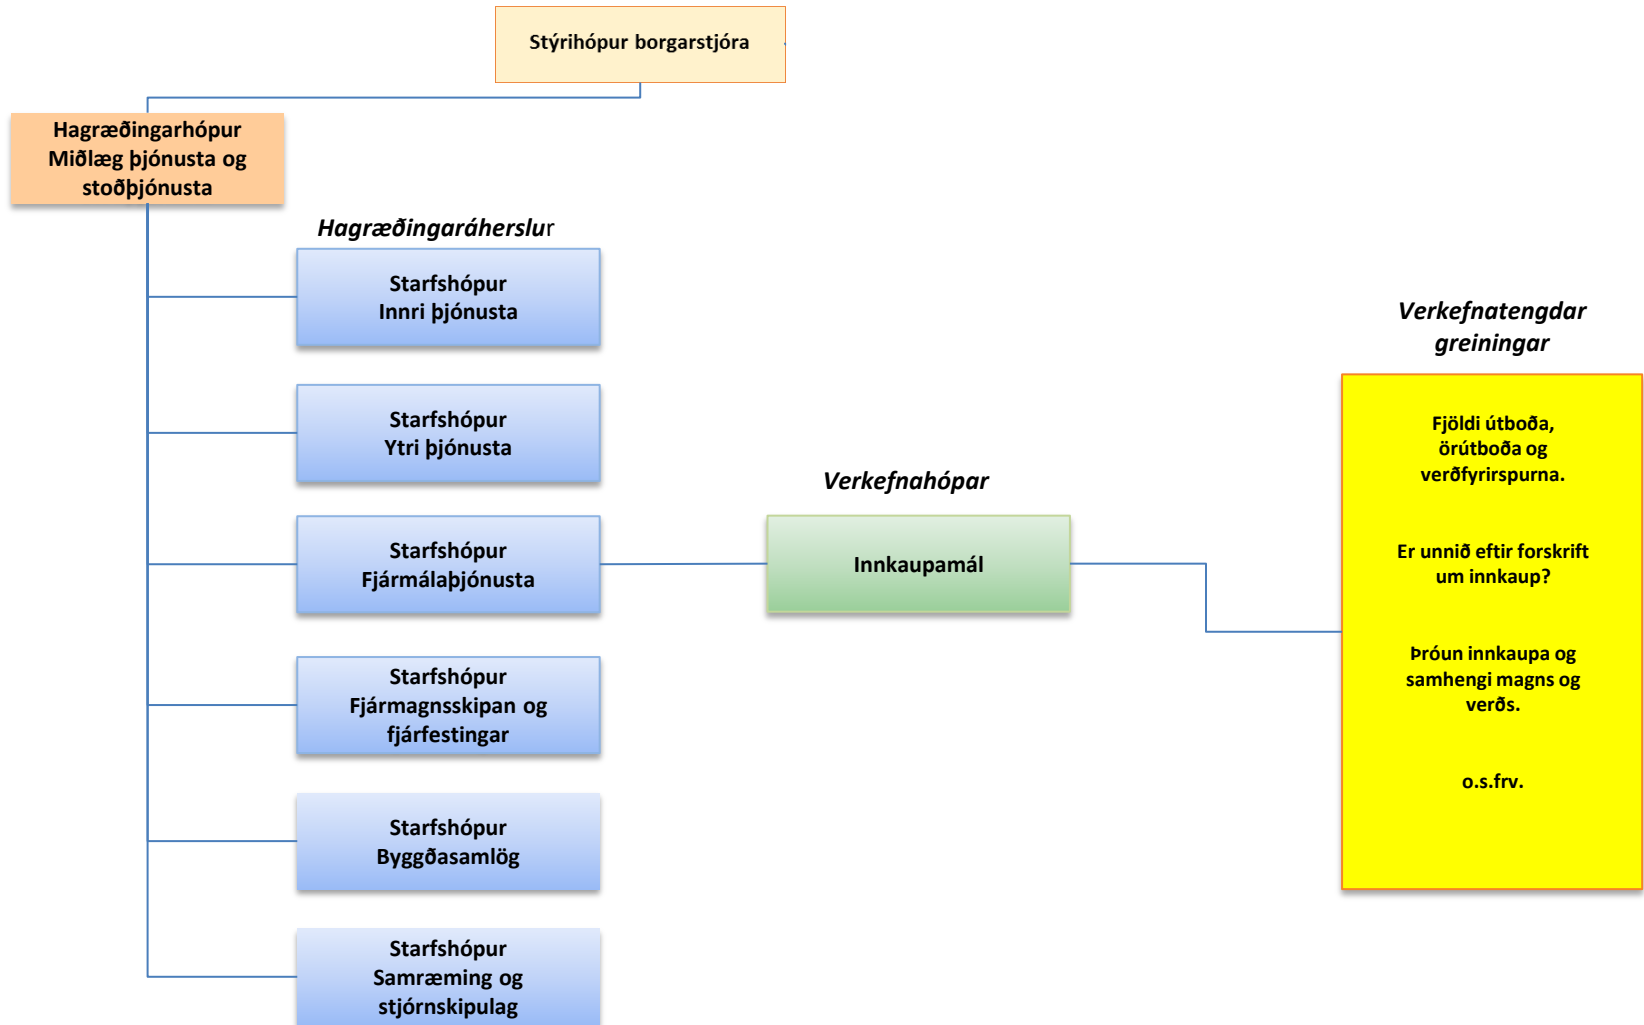 Stýrihópur borgarstjóra
Hagræðingarhópur
Miðlæg þjónusta og
stoðþjónusta
Hagræðingaráherslur
Starfshópur
Innri þjónusta
Starfshópur
Ytri þjónusta
Starfshópur
Fjármálaþjónusta
Starfshópur
Fjármagnsskipan og
fjárfestingar
Starfshópur
Byggðasamlög
Starfshópur
Samræming og
stjórnskipulag
Verkefnahópar
Innkaupamál
Verkefnatengdar
greiningar
Fjöldi útboða,
örútboða og
verðfyrirspurna.
Er unnið eftir forskrift
um innkaup?
Þróun innkaupa og
samhengi magns og
verðs.
o.s.frv.